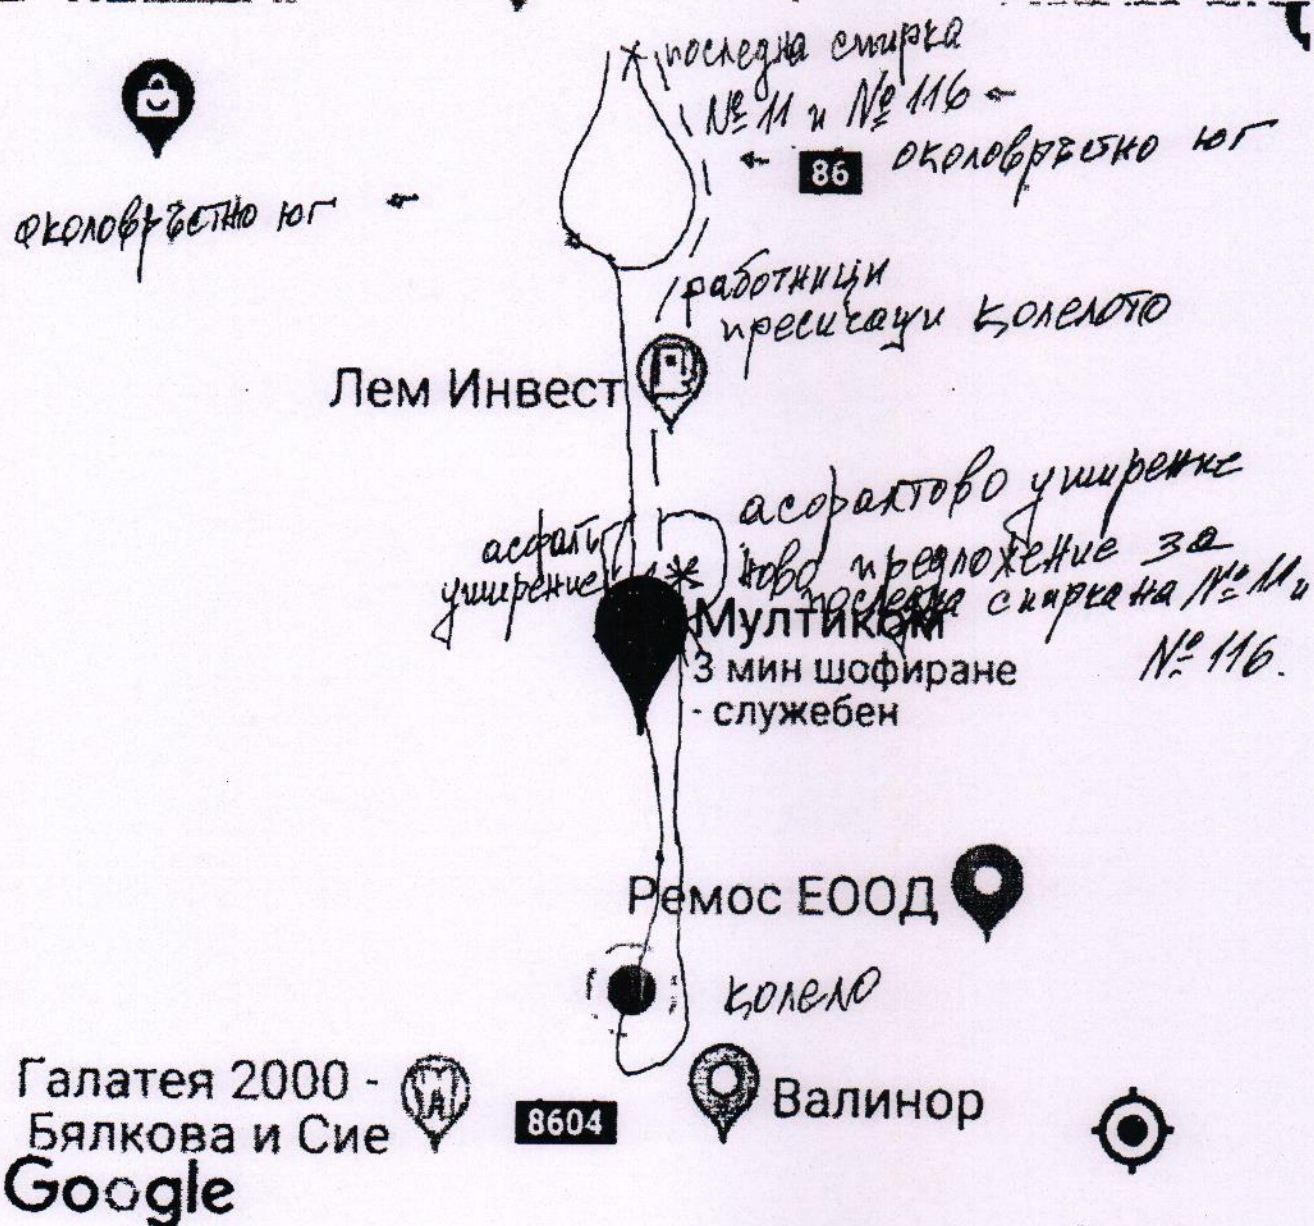 последна спирка
№ 11 и № 116 ←
← 86 околовръстно юг
околовръстно юг ←
работници
пресичащи колелото
Лем Инвест
асфалтово уширение
асфалт
уширение
ново предложение за
последна спирка на № 11 и
№ 116.
Мултиком
3 мин шофиране
- служебен
Ремос ЕООД
колело
Галатея 2000 -
Бялкова и Сие
8604
Валинор
Google